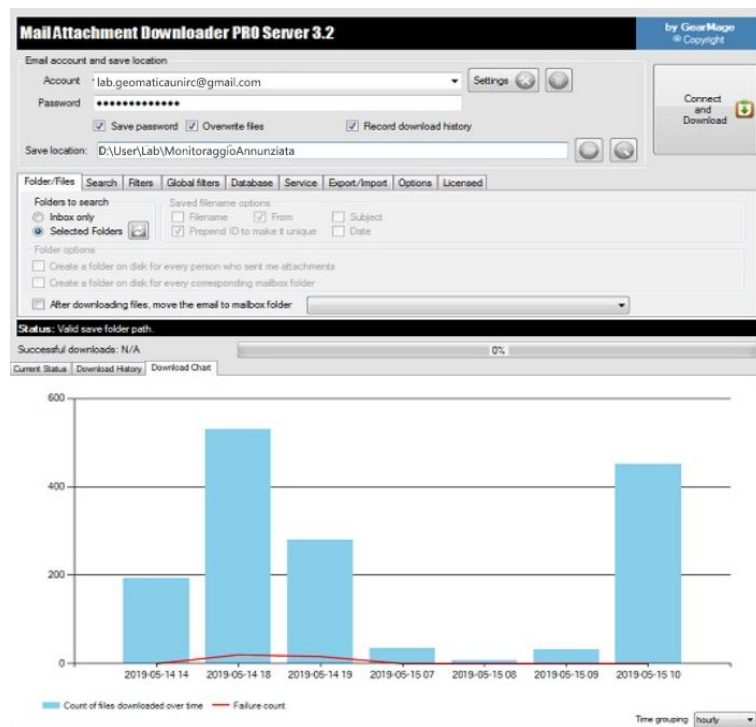 MailAttachment Downloader PRO Server 3.2
by GearMage
© Copyright
Email account and save location
Account lab.geomaticaunirc@gmail.com Settings
Password •••••••••••••
Save password Overwrite files Record download history
Connect
and
Download
Save location: D:\User\Lab\MonitoraggioAnnunziata
Folder/Files Search Filters Global filters Database Service Export/Import Options Licensed
Folders to search Saved filename options
Inbox only Filename From Subject
Selected Folders Prepend ID to make it unique Date
Folder options
Create a folder on disk for every person who sent me attachments
Create a folder on disk for every corresponding mailbox folder
After downloading files, move the email to mailbox folder
Status: Valid save folder path.
Successful downloads: N/A 0%
Current Status Download History Download Chart
600
400
200
0
2019-05-14 14 2019-05-14 18 2019-05-14 19 2019-05-15 07 2019-05-15 08 2019-05-15 09 2019-05-15 10
Count of files downloaded over time Failure count
Time grouping hourly